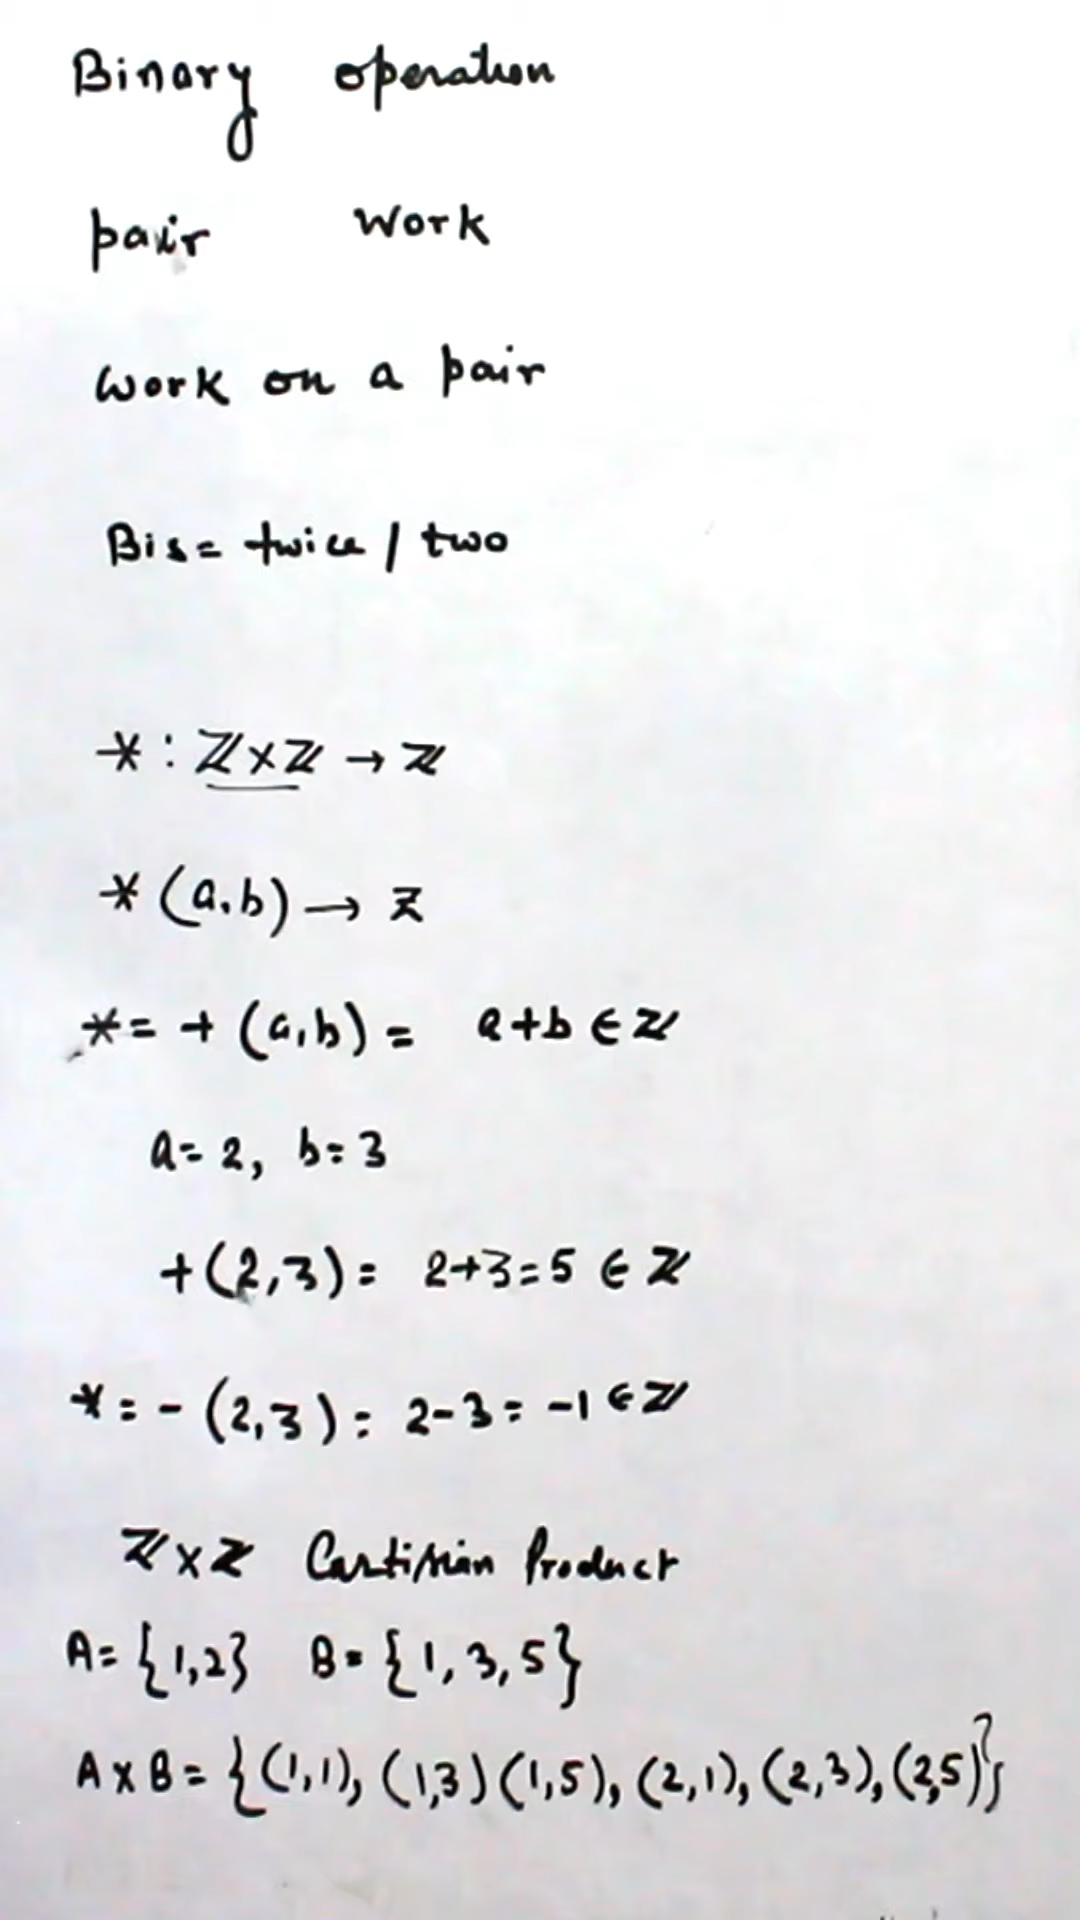 Binary operation
pair work
work on a pair
Bis = twice / two
* : ℤ×ℤ → ℤ
* (a,b) → ℤ
* = + (a,b) = a+b ∈ ℤ
a = 2, b = 3
+(2,3) = 2+3 = 5 ∈ ℤ
* = - (2,3) = 2-3 = -1 ∈ ℤ
ℤ×ℤ Cartisian Product
A = {1,2} B = {1, 3, 5}
A × B = {(1,1), (1,3) (1,5), (2,1), (2,3), (2,5)}